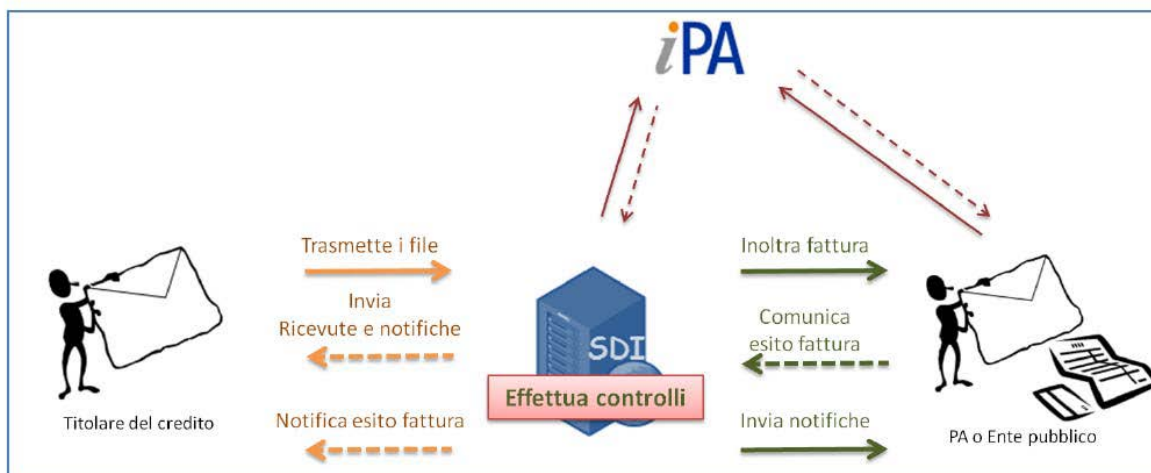 iPA
Trasmette i file
Inoltra fattura
Invia
Ricevute e notifiche
Comunica
esito fattura
SDI
Effettua controlli
Titolare del credito
Notifica esito fattura
Invia notifiche
PA o Ente pubblico